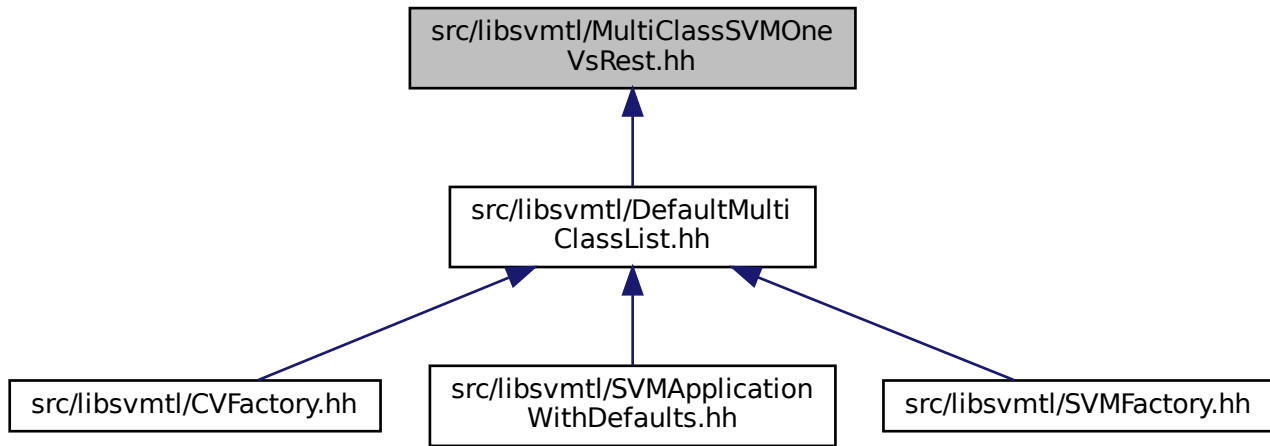 src/libsvmtl/MultiClassSVMOne
VsRest.hh
src/libsvmtl/DefaultMulti
ClassList.hh
src/libsvmtl/CVFactory.hh
src/libsvmtl/SVMApplication
WithDefaults.hh
src/libsvmtl/SVMFactory.hh